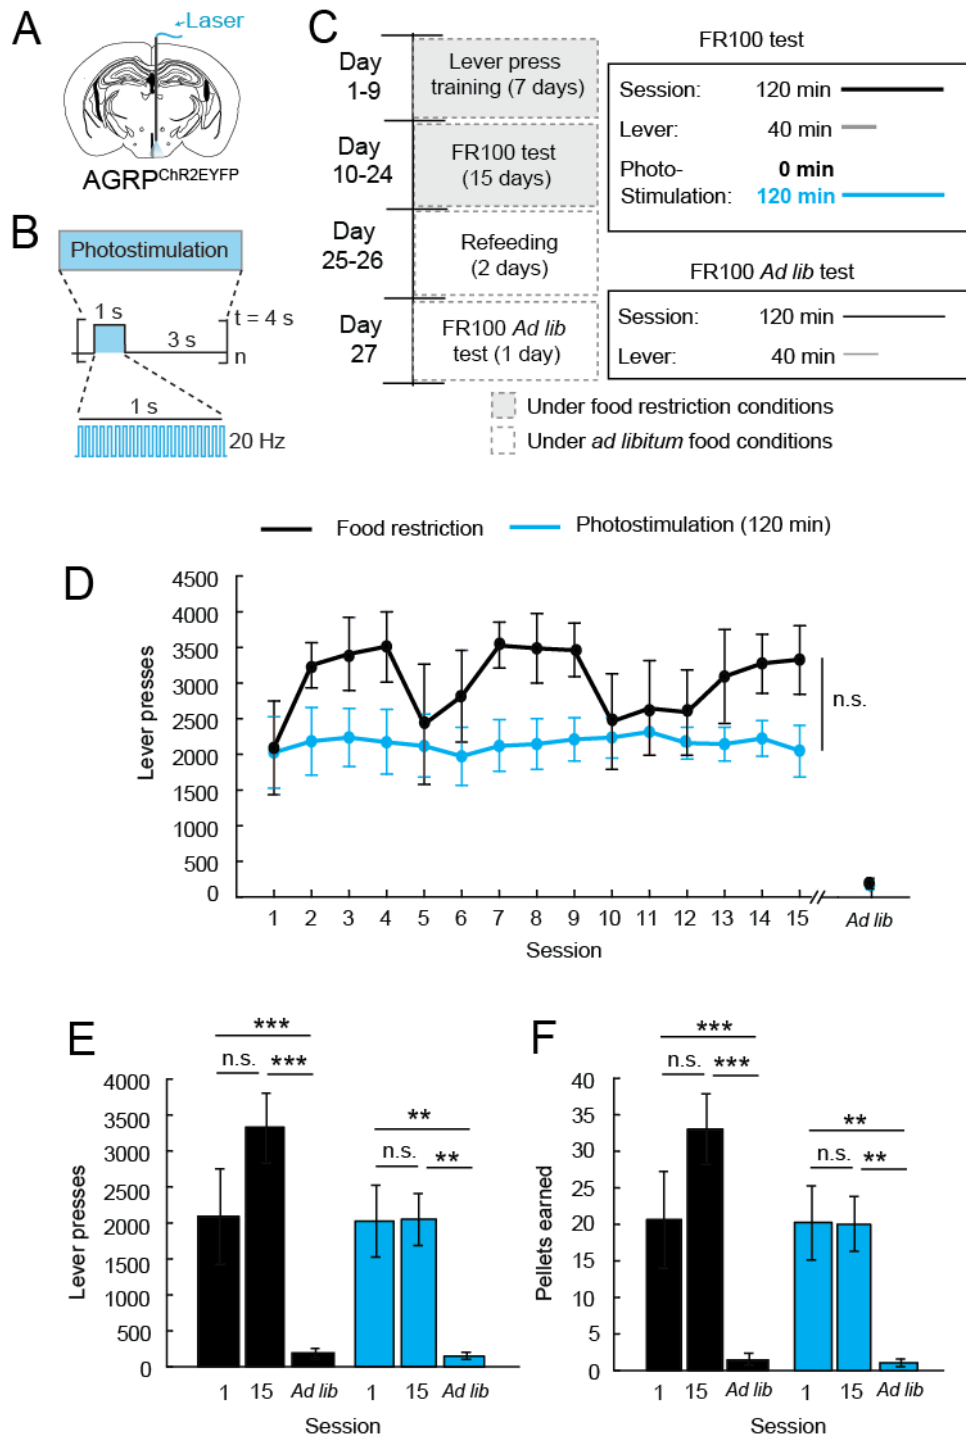 A
Laser
AGRPChR2EYFP
B
Photostimulation
1 s
t = 4 s
3 s
n
1 s
20 Hz
C
Day
1-9
Lever press
training (7 days)
Day
10-24
FR100 test
(15 days)
Day
25-26
Refeeding
(2 days)
Day
27
FR100 Ad lib
test (1 day)
FR100 test
Session: 120 min
Lever: 40 min
Photo- 0 min
Stimulation: 120 min
FR100 Ad lib test
Session: 120 min
Lever: 40 min
Under food restriction conditions
Under ad libitum food conditions
Food restriction Photostimulation (120 min)
D
Lever presses
4500
4000
3500
3000
2500
2000
1500
1000
500
0
n.s.
1 2 3 4 5 6 7 8 9 10 11 12 13 14 15 Ad lib
Session
E
Lever presses
4000
3500
3000
2500
2000
1500
1000
500
0
***
n.s. ***
**
n.s. **
1 15 Ad lib 1 15 Ad lib
Session
F
Pellets earned
40
35
30
25
20
15
10
5
0
***
n.s. ***
**
n.s. **
1 15 Ad lib 1 15 Ad lib
Session